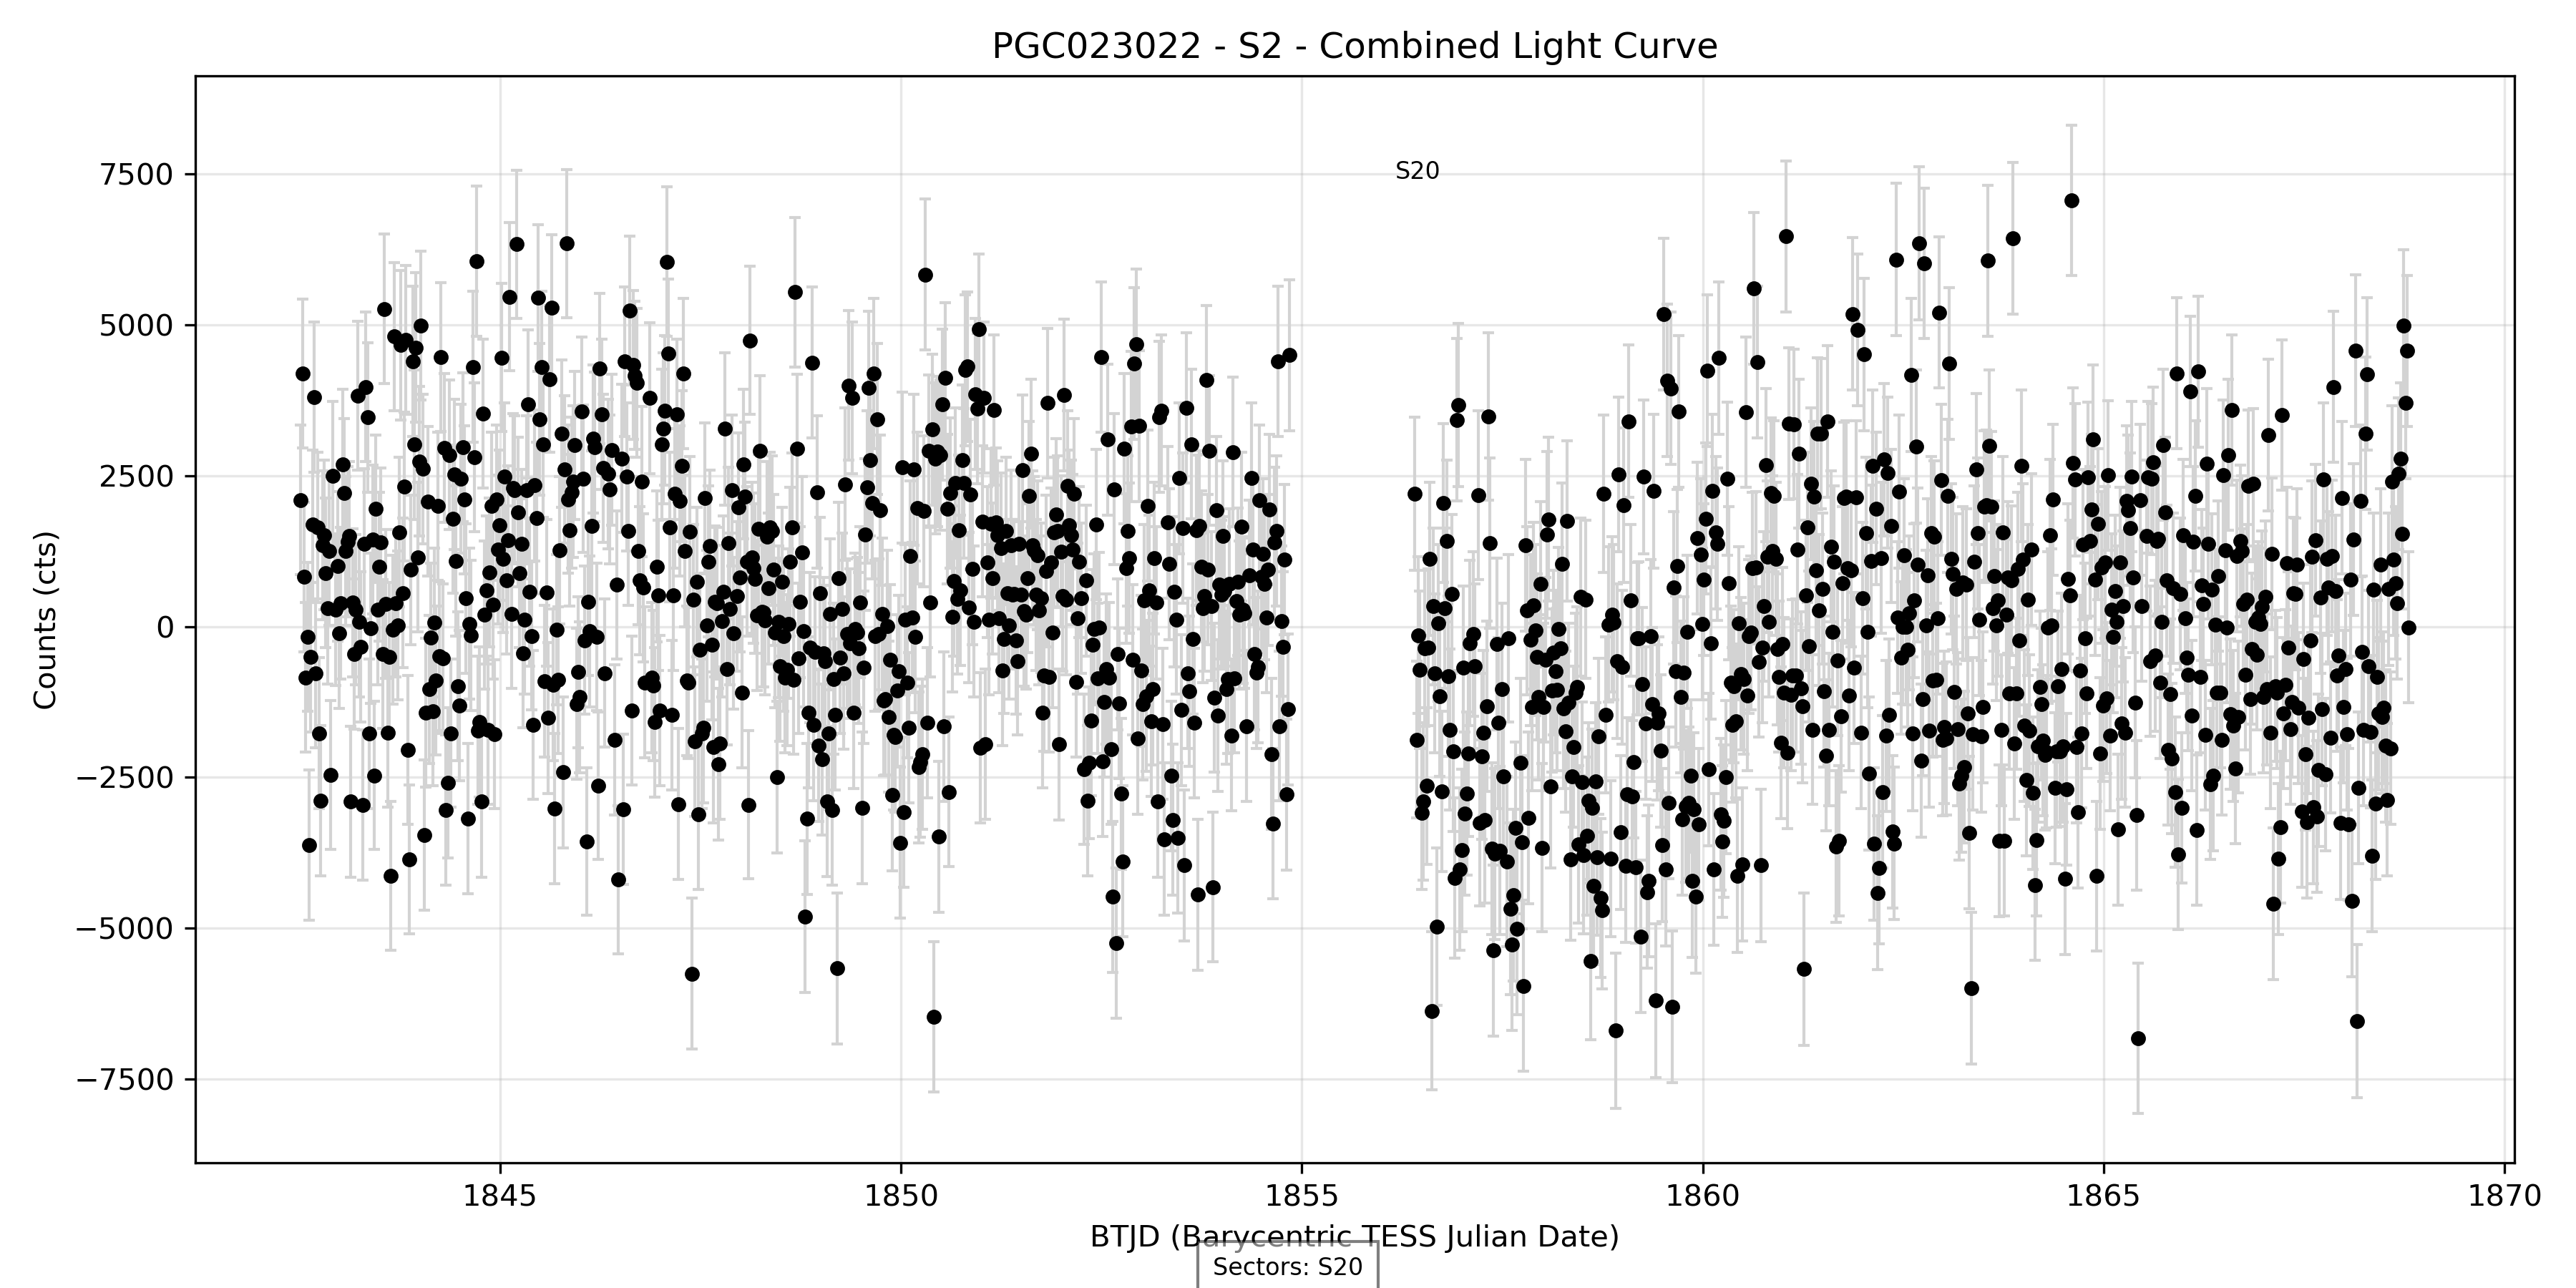 PGC023022 - S2 - Combined Light Curve
Counts (cts)
7500
5000
2500
0
−2500
−5000
−7500
S20
1845
1850
1855
1860
1865
1870
BTJD (Barycentric TESS Julian Date)
Sectors: S20